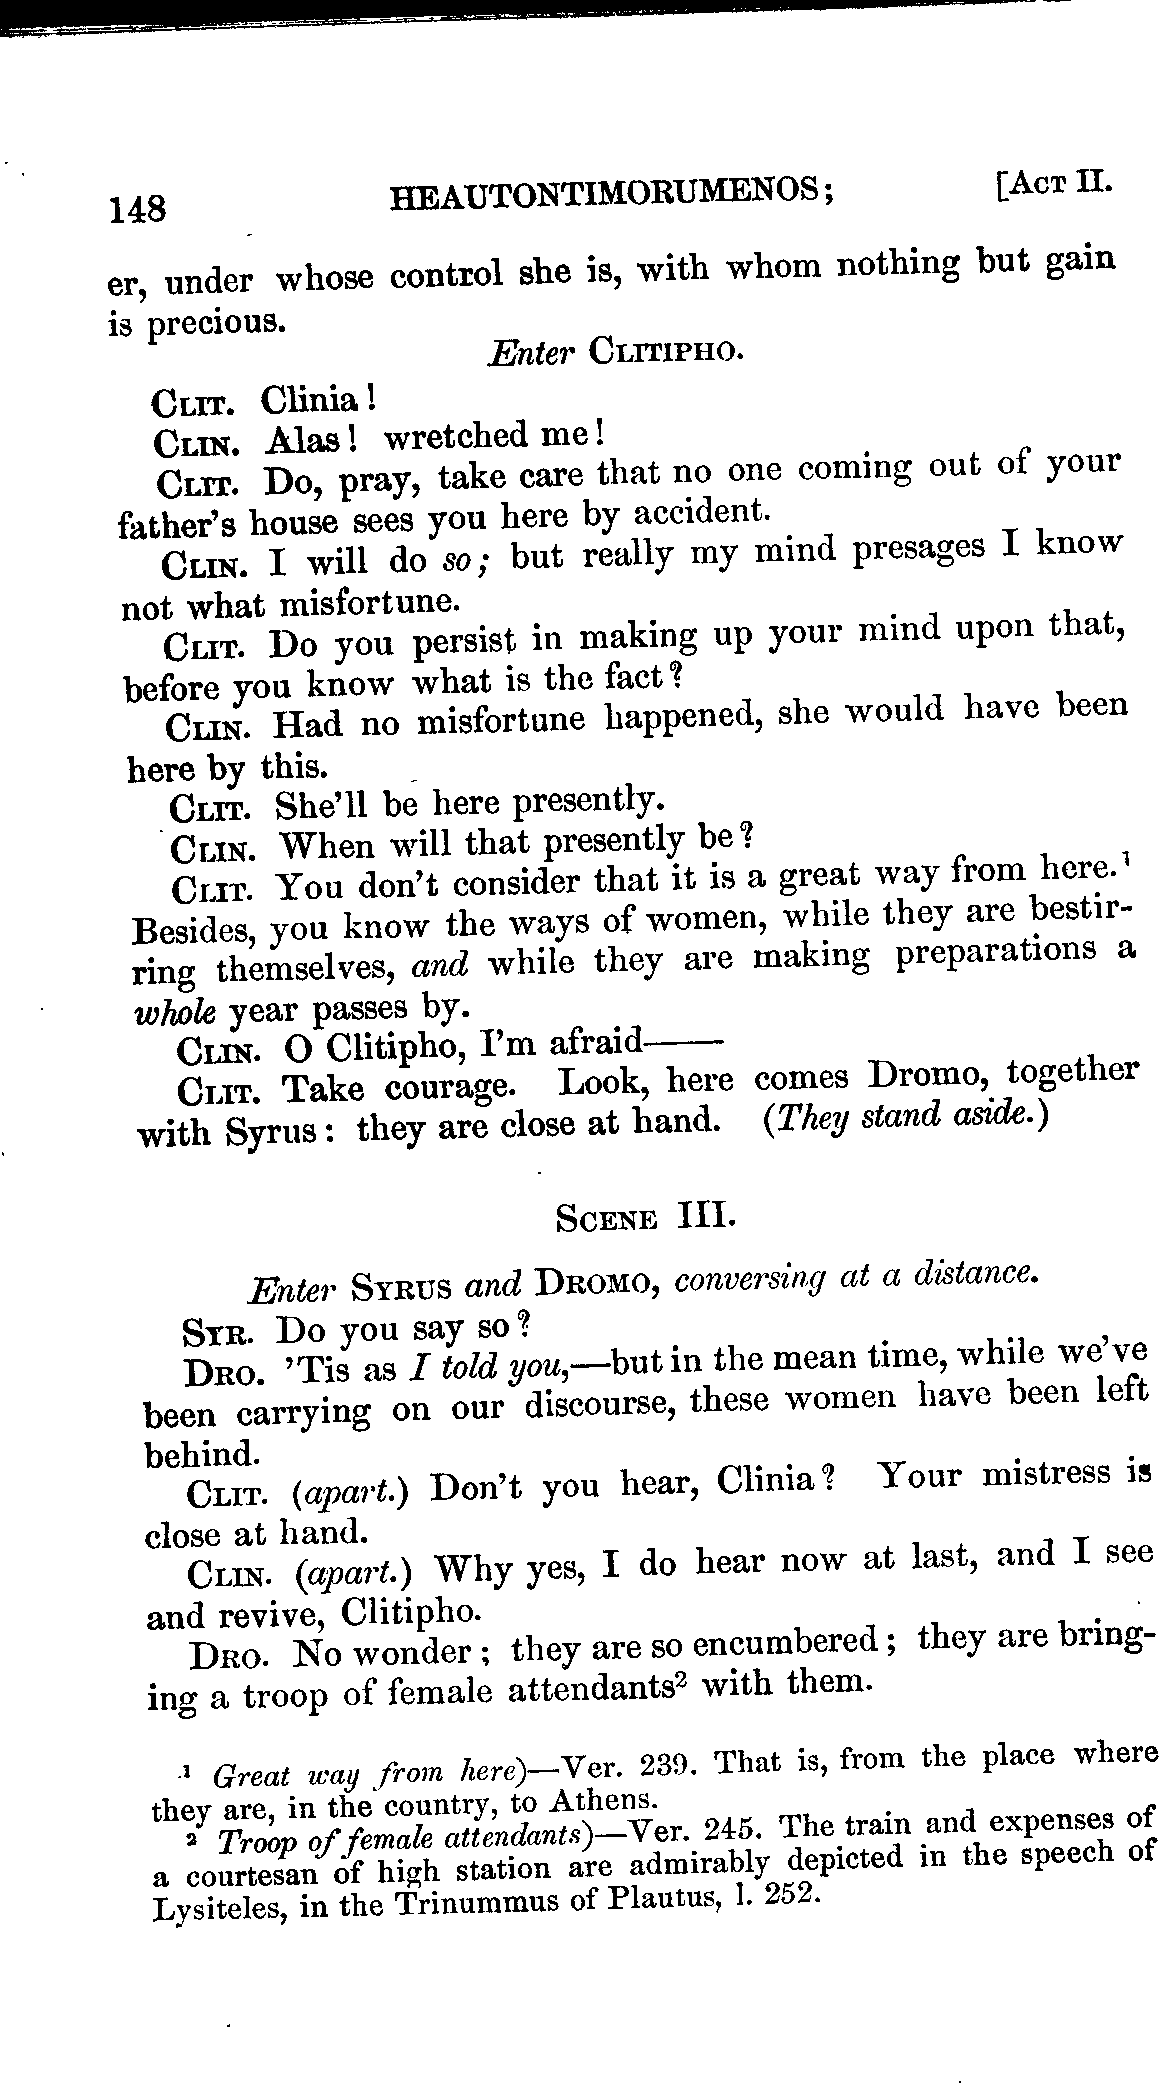 148 HEAUTONTIMORUMENOS; [ACT II.
er, under whose control she is, with whom nothing but gain
is precious.
Enter CLITIPHO.
CLIT. Clinia!
CLIN. Alas! wretched me!
CLIT. Do, pray, take care that no one coming out of your
father's house sees you here by accident.
CLIN. I will do so; but really my mind presages I know
not what misfortune.
CLIT. Do you persist in making up your mind upon that,
before you know what is the fact?
CLIN. Had no misfortune happened, she would have been
here by this.
CLIT. She'll be here presently.
CLIN. When will that presently be?
CLIT. You don't consider that it is a great way from here.¹
Besides, you know the ways of women, while they are bestir-
ring themselves, and while they are making preparations a
whole year passes by.
CLIN. O Clitipho, I'm afraid——
CLIT. Take courage. Look, here comes Dromo, together
with Syrus: they are close at hand. (They stand aside.)
SCENE III.
Enter SYRUS and DROMO, conversing at a distance.
SYR. Do you say so?
DRO. 'Tis as I told you,—but in the mean time, while we've
been carrying on our discourse, these women have been left
behind.
CLIT. (apart.) Don't you hear, Clinia? Your mistress is
close at hand.
CLIN. (apart.) Why yes, I do hear now at last, and I see
and revive, Clitipho.
DRO. No wonder; they are so encumbered; they are bring-
ing a troop of female attendants² with them.
¹ Great way from here)—Ver. 239. That is, from the place where
they are, in the country, to Athens.
² Troop of female attendants)—Ver. 245. The train and expenses of
a courtesan of high station are admirably depicted in the speech of
Lysiteles, in the Trinummus of Plautus, l. 252.